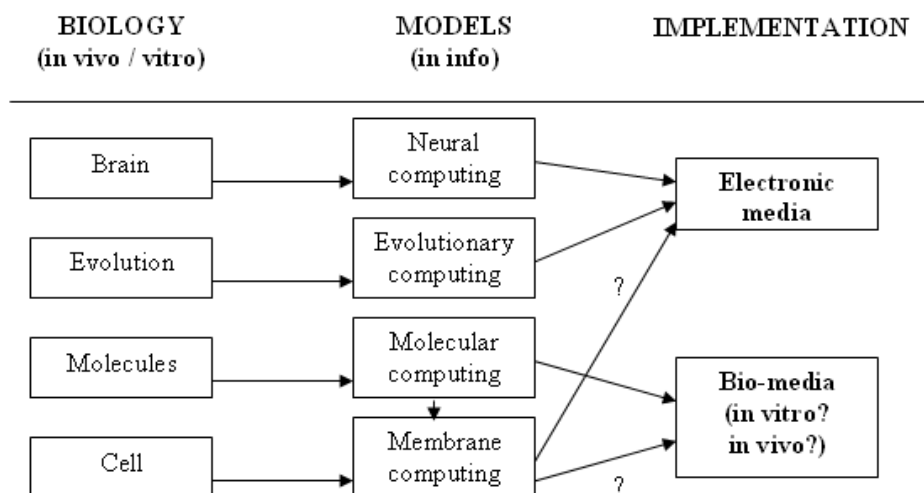 BIOLOGY
(in vivo / vitro)
MODELS
(in info)
IMPLEMENTATION
Brain
Neural
computing
Electronic
media
Evolution
Evolutionary
computing
?
Molecules
Molecular
computing
Bio-media
(in vitro?
in vivo?)
Cell
Membrane
computing
?